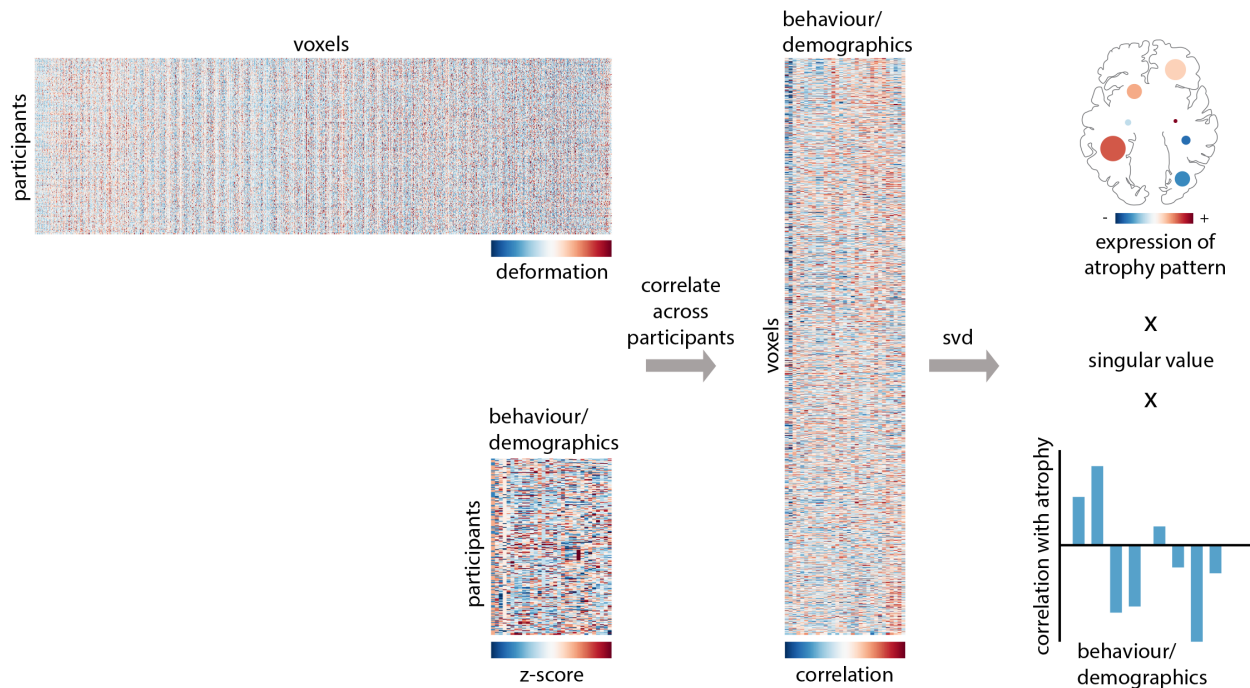 voxels
participants
deformation
behaviour/
demographics
participants
z-score
correlate
across
participants
behaviour/
demographics
voxels
correlation
svd
- +
expression of
atrophy pattern
x
singular value
x
correlation with atrophy
behaviour/
demographics